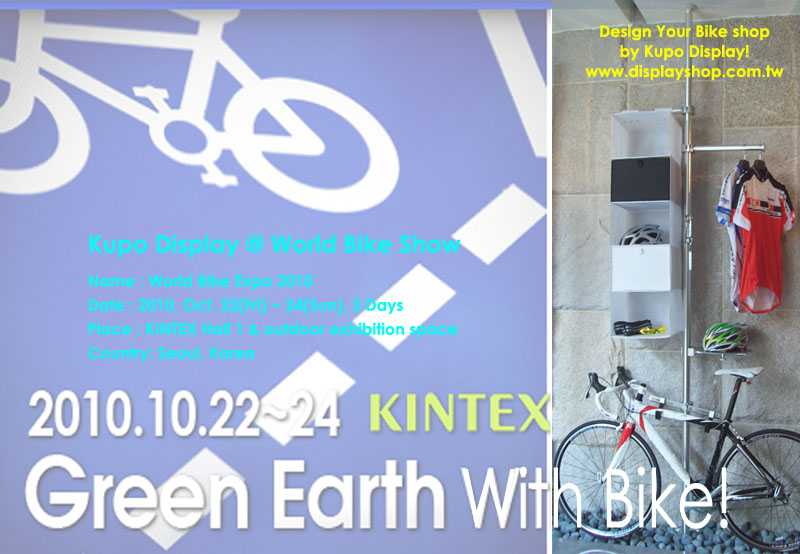 Design Your Bike shop
by Kupo Display!
www.displayshop.com.tw
Kupo Display @ World Bike Show
Name : World Bike Expo 2010
Date : 2010. Oct. 22(Fri) ~ 24(Sun), 3 Days
Place : KINTEX Hall 1 & outdoor exhibition space
Country: Seoul, Korea
2010.10.22~24 KINTEX
Green Earth With Bike!